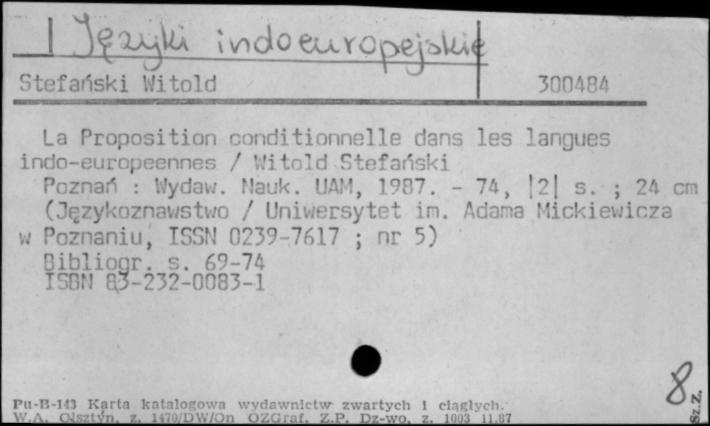 Języki indoeuropejskie
Stefański Witold 300484
La Proposition conditionnelle dans les langues
indo-europeennes / Witold Stefański
Poznań : Wydaw. Nauk. UAM, 1987. - 74, |2| s. ; 24 cm
(Językoznawstwo / Uniwersytet im. Adama Mickiewicza
w Poznaniu, ISSN 0239-7617 ; nr 5)
Bibliogr. s. 69-74
ISBN 83-232-0083-1
8
Sz.Z.
Pu-B-143 Karta katalogowa wydawnictw zwartych i ciągłych.
W.A. Olsztyn, z. 1470/DW/On OZGraf. Z.P. Dz-wo, z. 1003 11.87